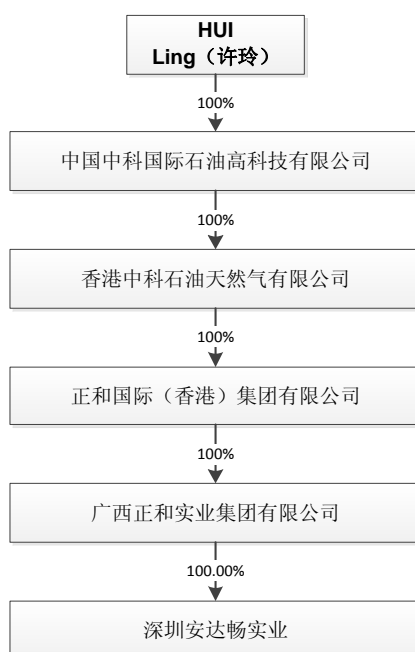 HUI
Ling（许玲）
100%
中国中科国际石油高科技有限公司
100%
香港中科石油天然气有限公司
100%
正和国际（香港）集团有限公司
100%
广西正和实业集团有限公司
100.00%
深圳安达畅实业